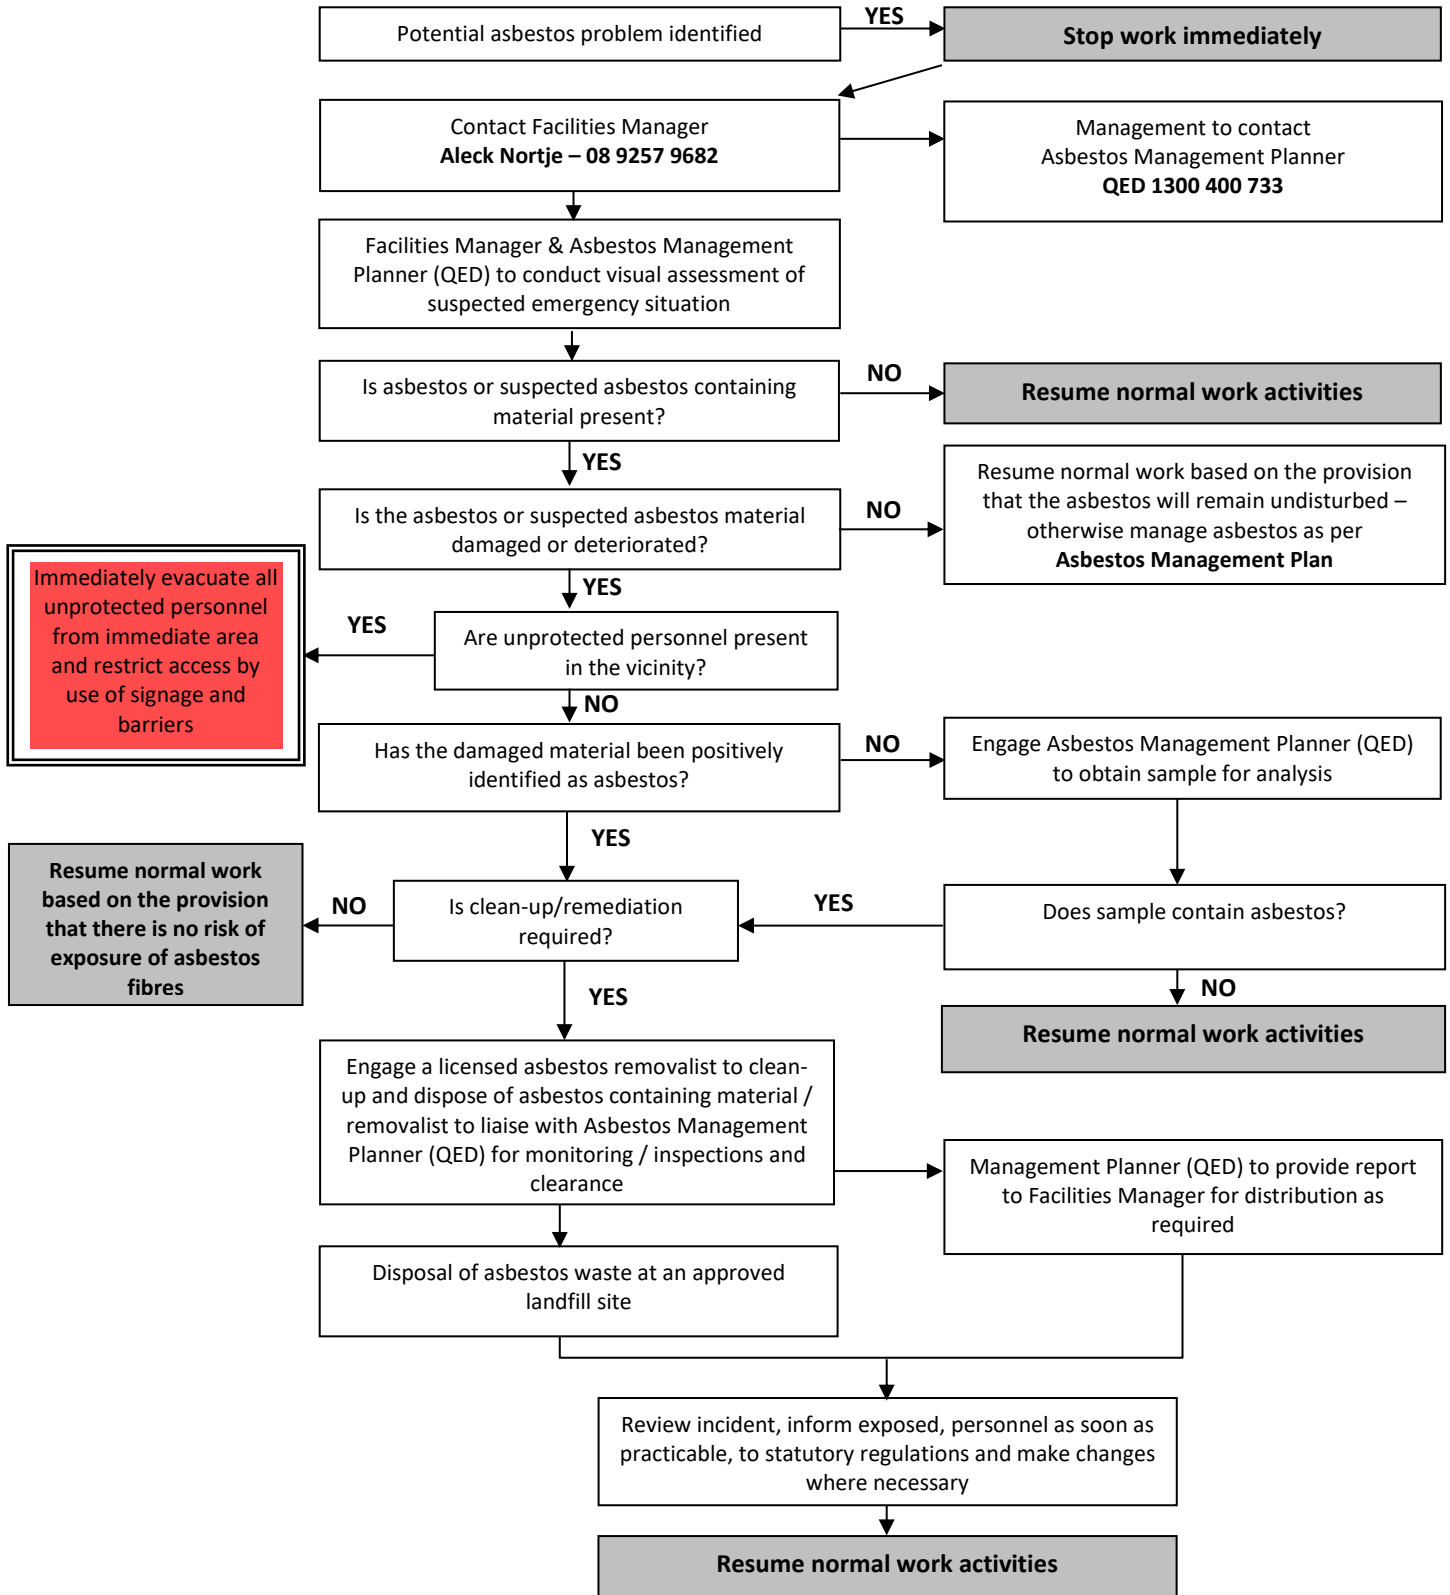 Potential asbestos problem identified
YES
Stop work immediately
Contact Facilities Manager
Aleck Nortje – 08 9257 9682
Management to contact
Asbestos Management Planner
QED 1300 400 733
Facilities Manager & Asbestos Management
Planner (QED) to conduct visual assessment of
suspected emergency situation
Is asbestos or suspected asbestos containing
material present?
NO
Resume normal work activities
YES
Is the asbestos or suspected asbestos material
damaged or deteriorated?
NO
Resume normal work based on the provision
that the asbestos will remain undisturbed –
otherwise manage asbestos as per
Asbestos Management Plan
YES
Immediately evacuate all
unprotected personnel
from immediate area
and restrict access by
use of signage and
barriers
YES
Are unprotected personnel present
in the vicinity?
NO
Has the damaged material been positively
identified as asbestos?
NO
Engage Asbestos Management Planner (QED)
to obtain sample for analysis
YES
Resume normal work
based on the provision
that there is no risk of
exposure of asbestos
fibres
NO
Is clean-up/remediation
required?
YES
Does sample contain asbestos?
NO
Resume normal work activities
YES
Engage a licensed asbestos removalist to clean-
up and dispose of asbestos containing material /
removalist to liaise with Asbestos Management
Planner (QED) for monitoring / inspections and
clearance
Management Planner (QED) to provide report
to Facilities Manager for distribution as
required
Disposal of asbestos waste at an approved
landfill site
Review incident, inform exposed, personnel as soon as
practicable, to statutory regulations and make changes
where necessary
Resume normal work activities